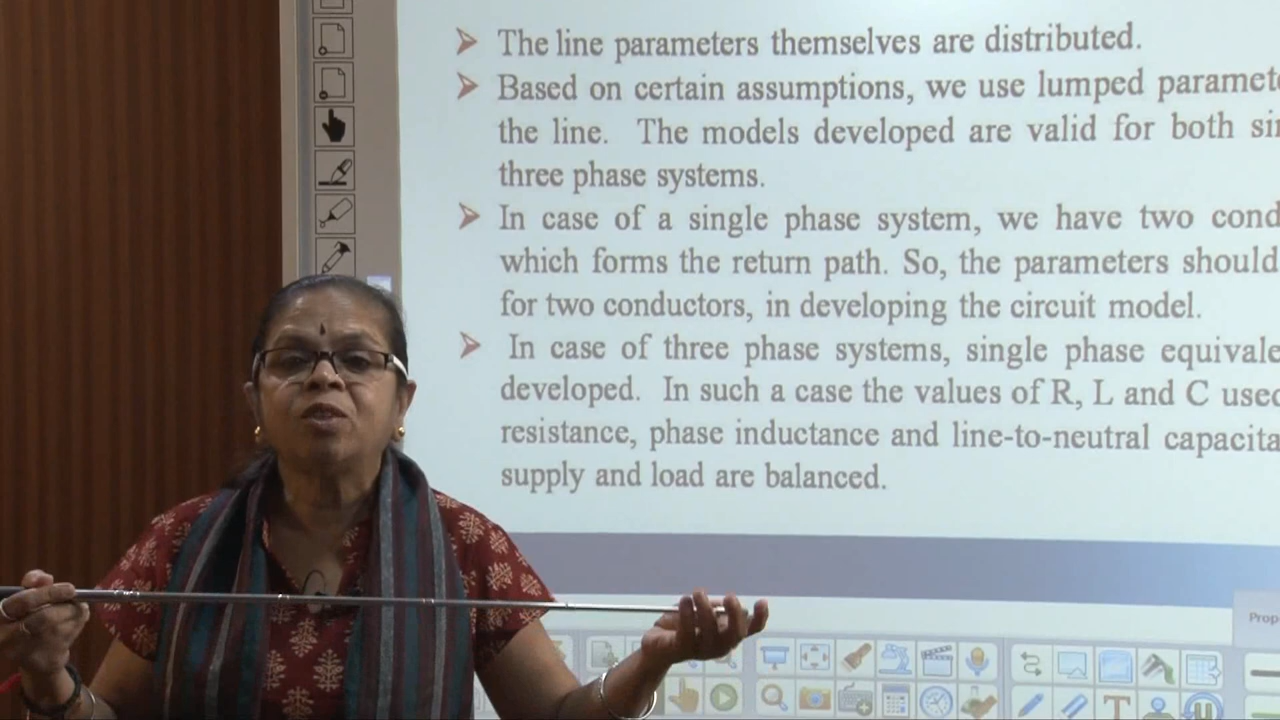 The line parameters themselves are distributed.
Based on certain assumptions, we use lumped paramete
the line. The models developed are valid for both sin
three phase systems.
In case of a single phase system, we have two cond
which forms the return path. So, the parameters should
for two conductors, in developing the circuit model.
In case of three phase systems, single phase equivale
developed. In such a case the values of R, L and C used
resistance, phase inductance and line-to-neutral capacita
supply and load are balanced.
Prop